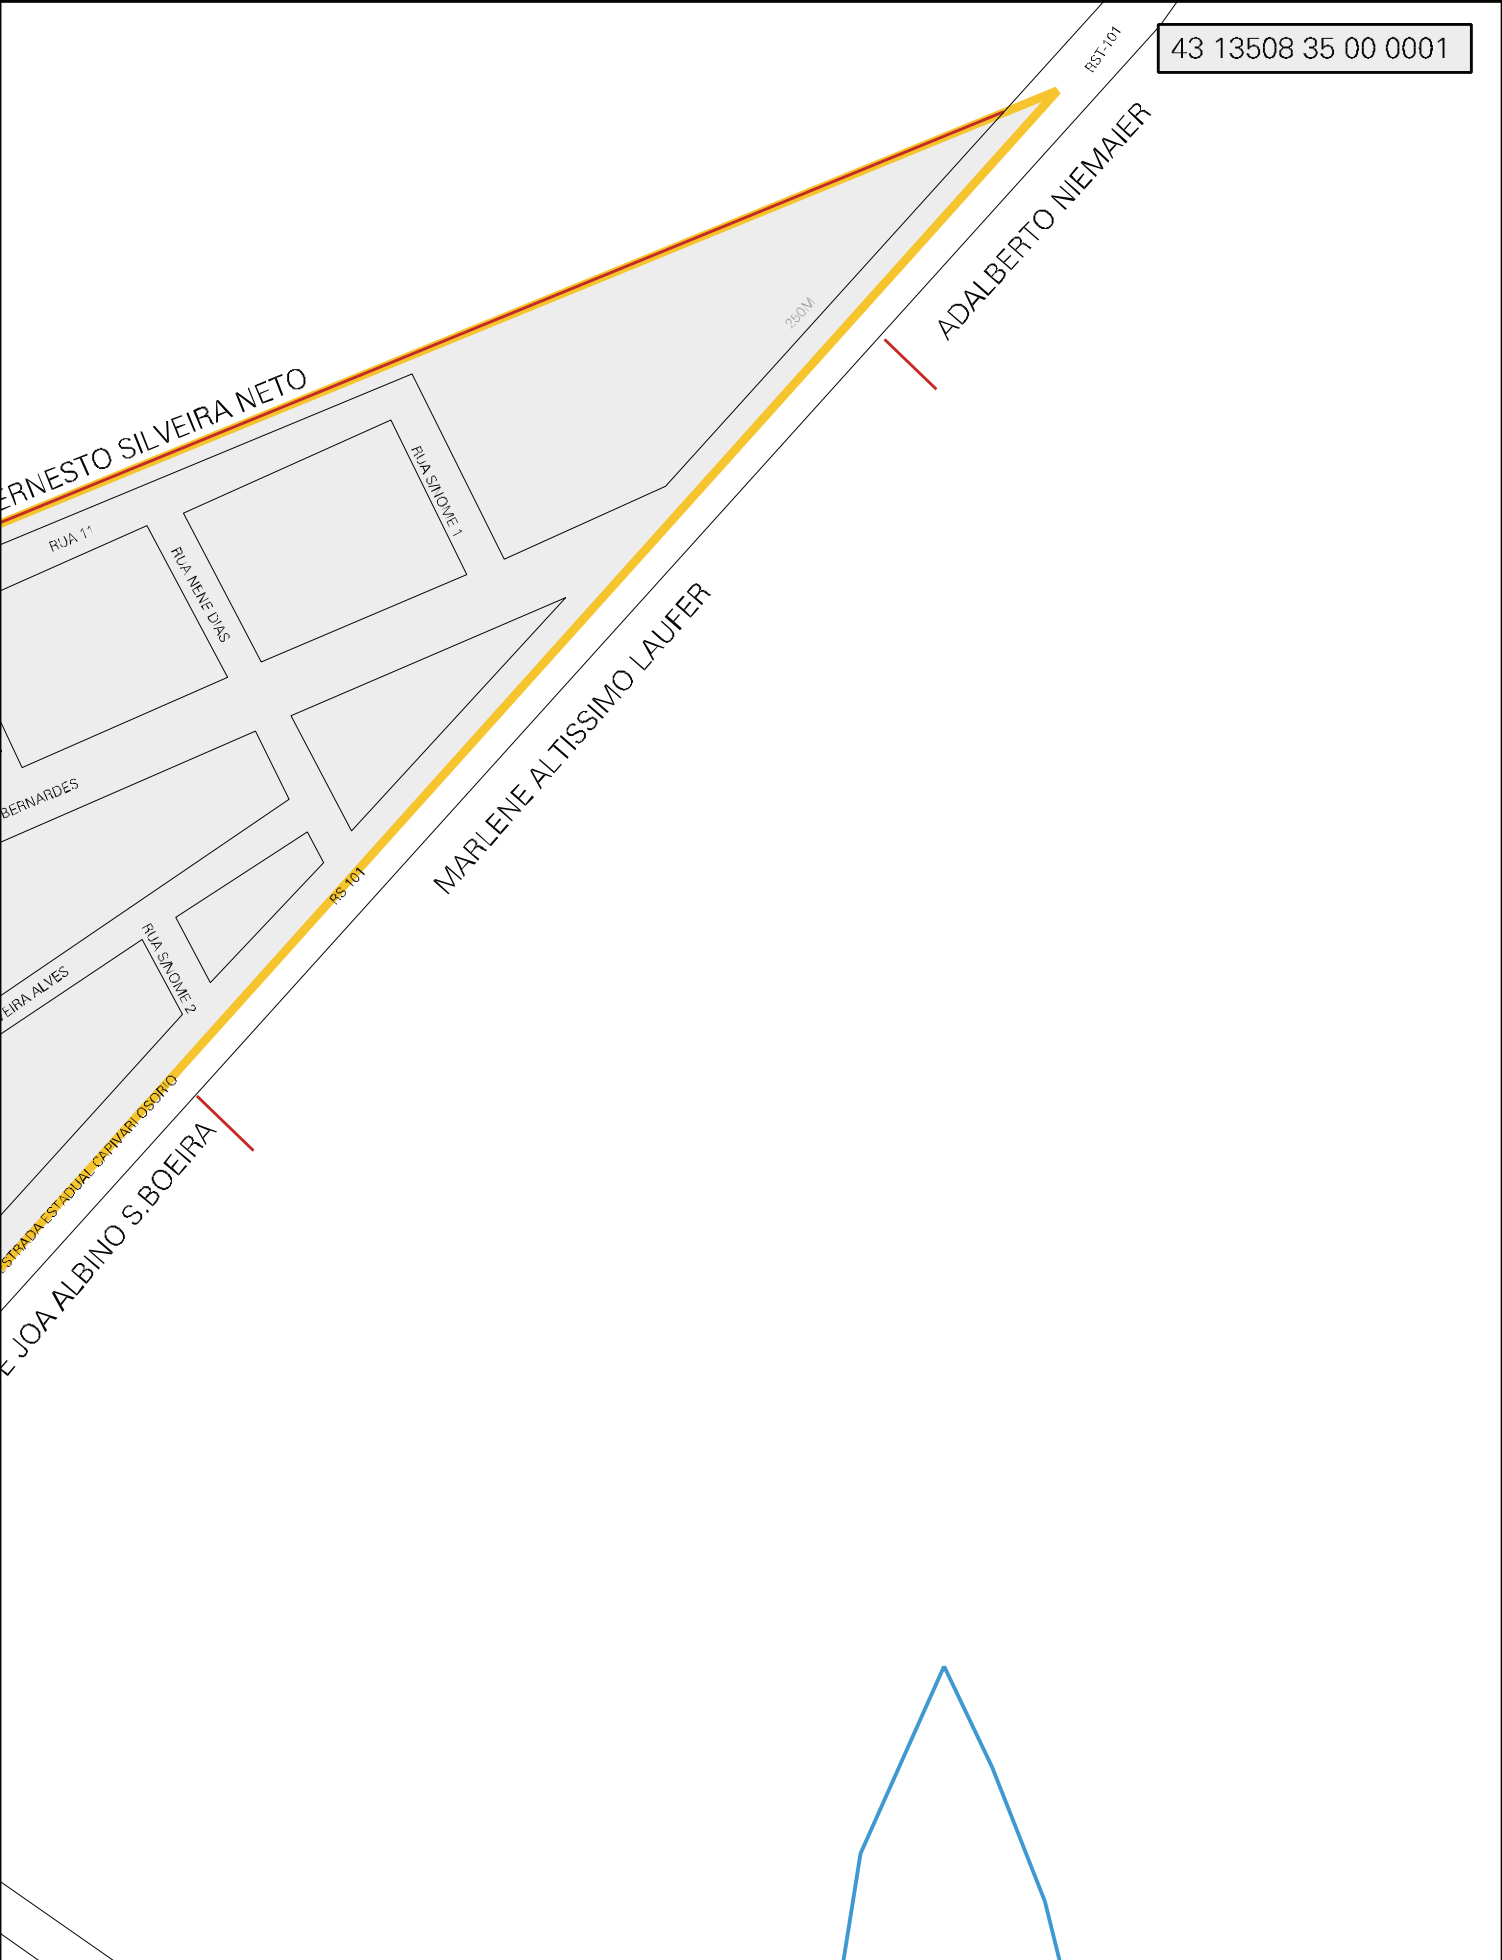 RST-101
43 13508 35 00 0001
ADALBERTO NIEMAIER
250M
ERNESTO SILVEIRA NETO
RUA S/NOME 1
RUA 11
RUA NENE DIAS
MARLENE ALTISSIMO LAUFER
BERNARDES
RS 101
RUA S/NOME 2
EIRA ALVES
STRADA ESTADUAL CAPIVARI OSORIO
E JOA ALBINO S.BOEIRA